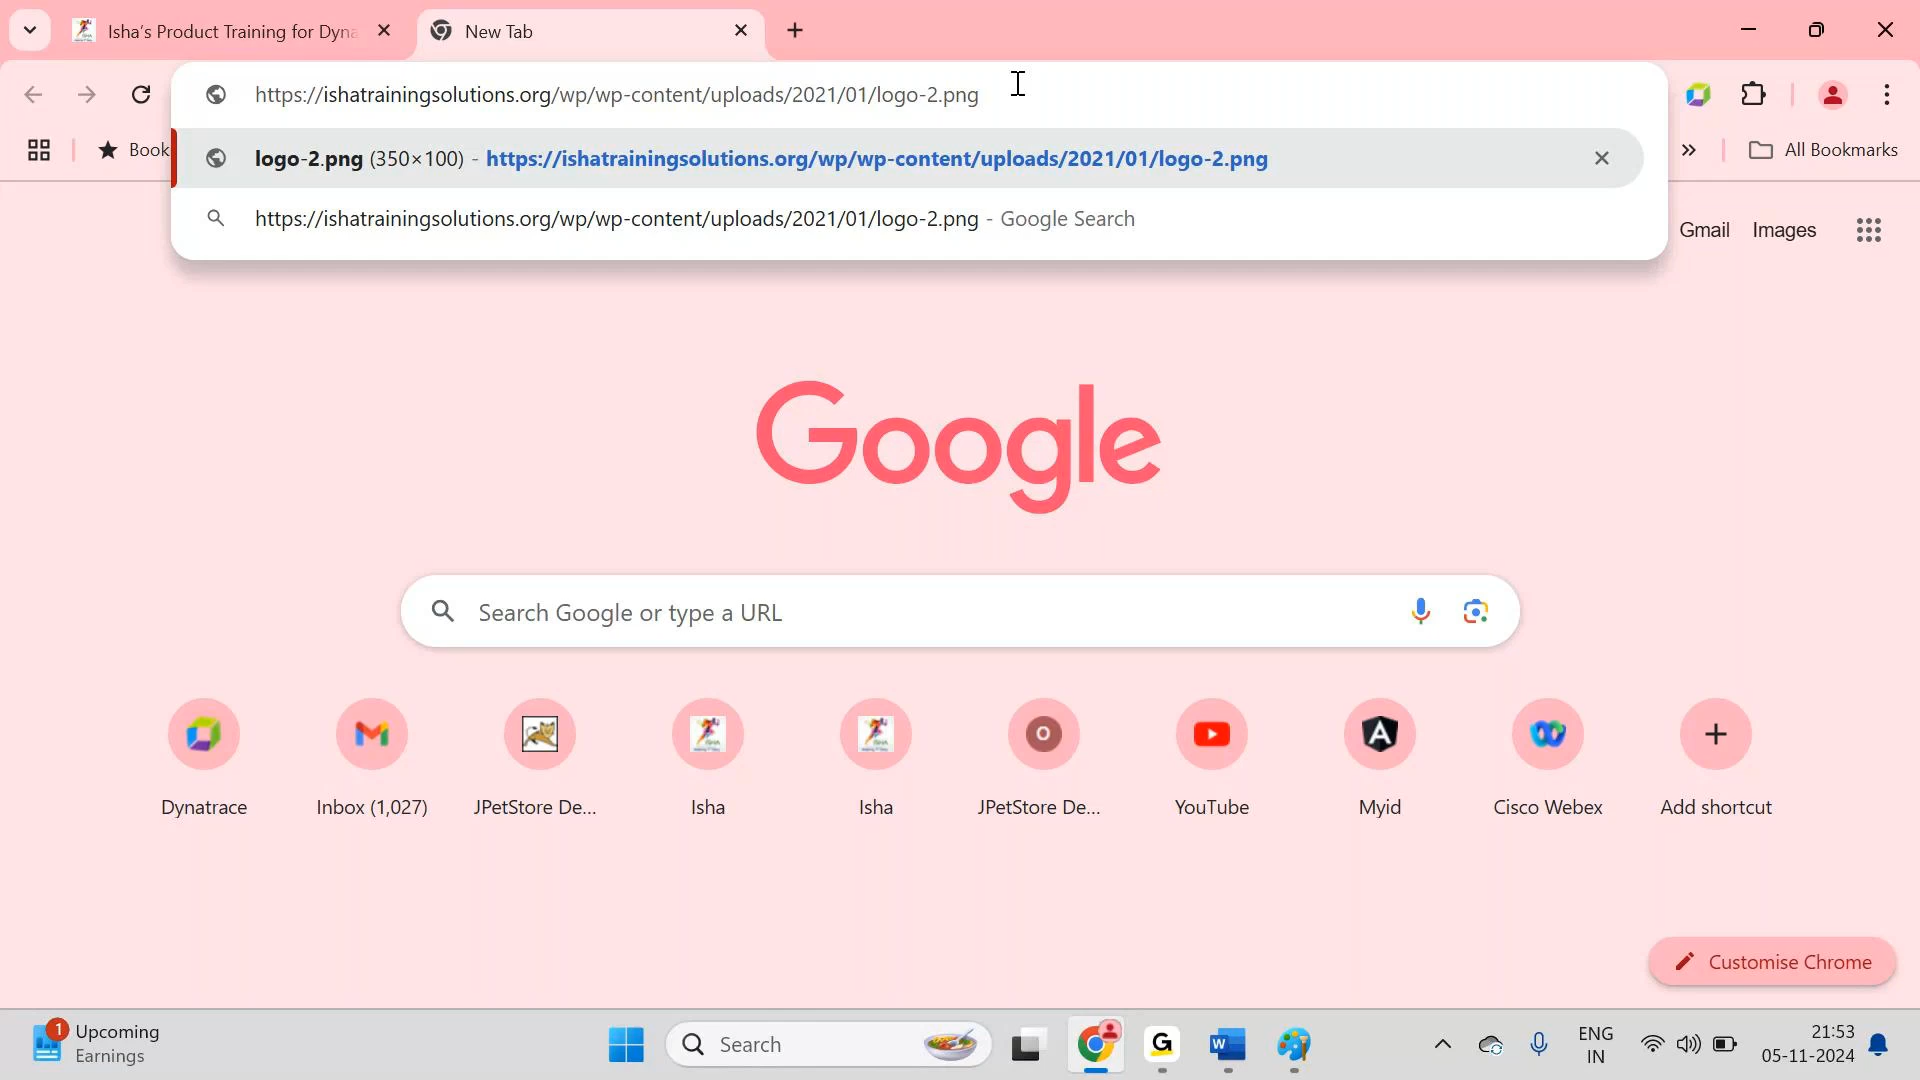 Isha's Product Training for Dyna
New Tab
https://ishatrainingsolutions.org/wp/wp-content/uploads/2021/01/logo-2.png
Book
logo-2.png (350×100) - https://ishatrainingsolutions.org/wp/wp-content/uploads/2021/01/logo-2.png
All Bookmarks
https://ishatrainingsolutions.org/wp/wp-content/uploads/2021/01/logo-2.png - Google Search
Gmail
Images
Google
Search Google or type a URL
O
Dynatrace
Inbox (1,027)
JPetStore De...
Isha
Isha
JPetStore De...
YouTube
Myid
Cisco Webex
Add shortcut
Customise Chrome
1
Upcoming
Earnings
Search
ENG
IN
21:53
05-11-2024